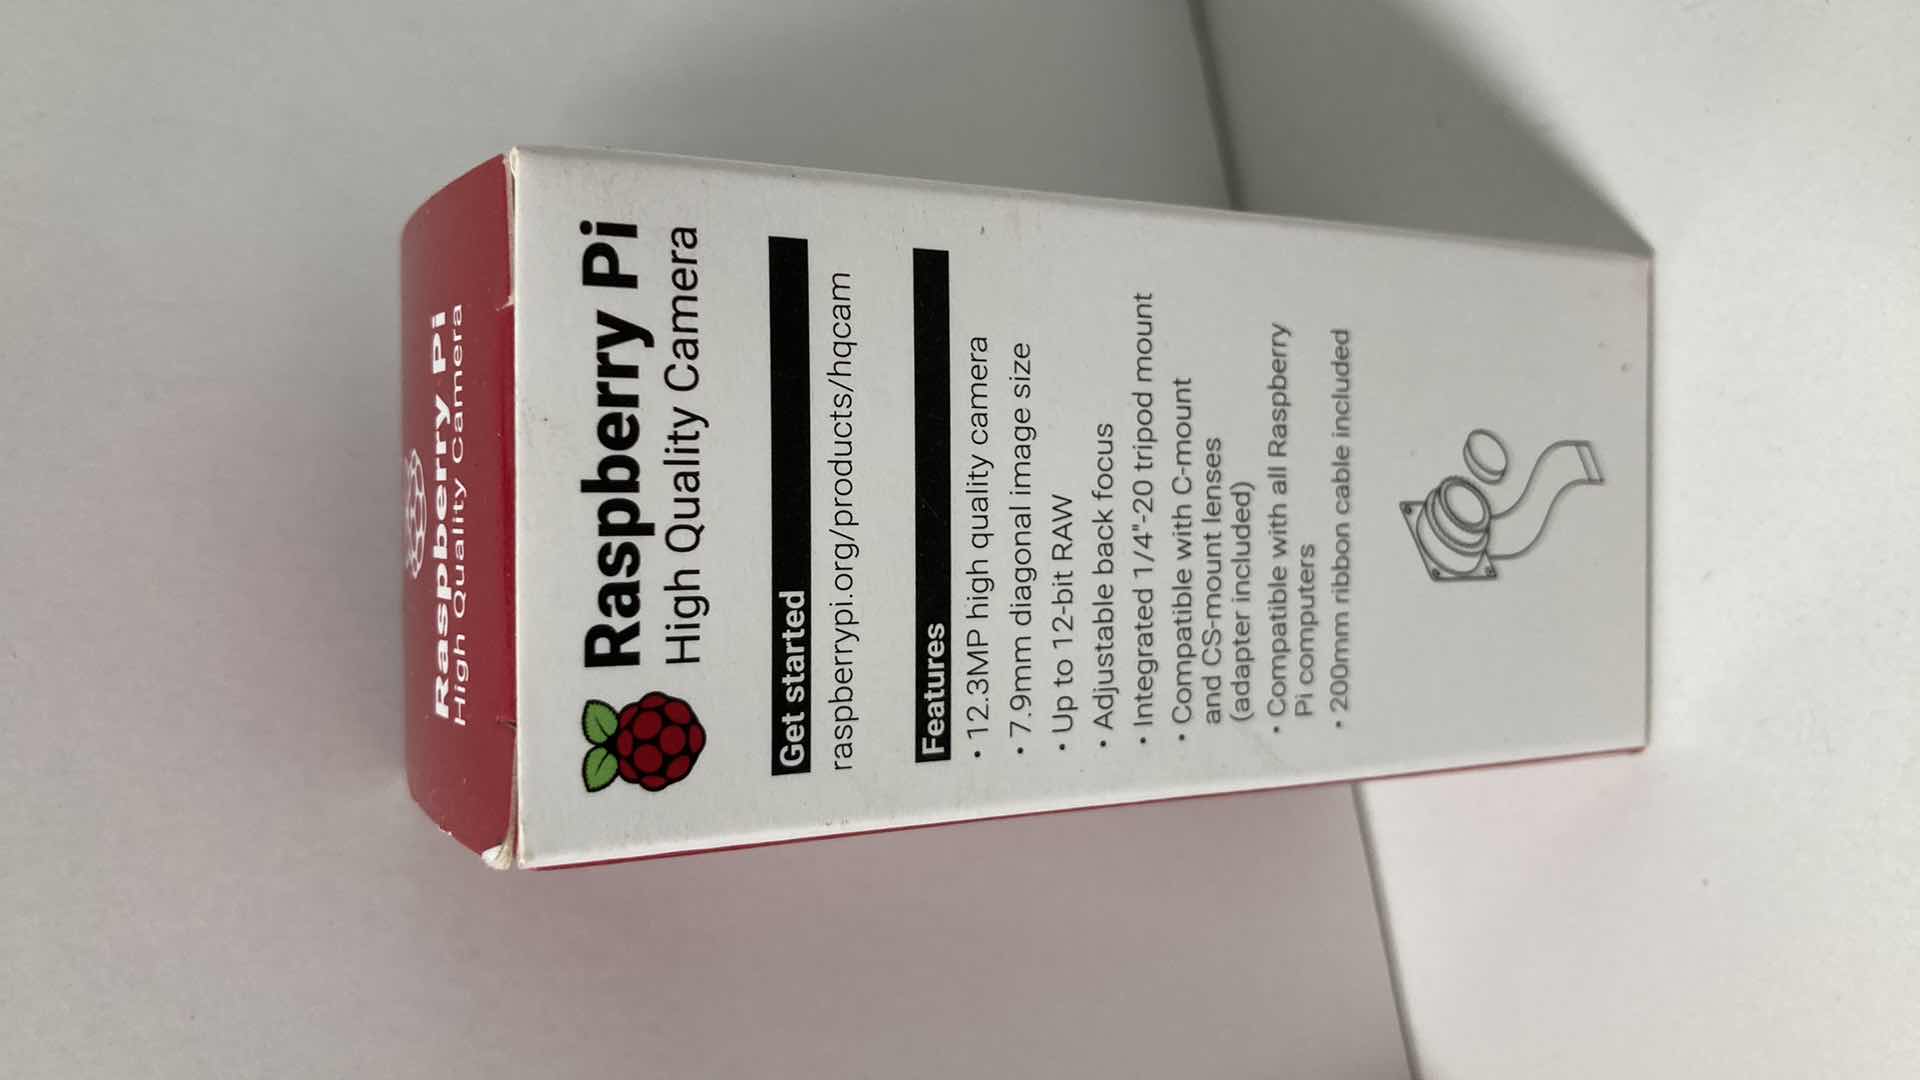 Raspberry Pi
High Quality Camera
Raspberry Pi
High Quality Camera
Get started
raspberrypi.org/products/hqcam
Features
• 12.3MP high quality camera
• 7.9mm diagonal image size
• Up to 12-bit RAW
• Adjustable back focus
• Integrated 1/4"-20 tripod mount
• Compatible with C-mount
and CS-mount lenses
(adapter included)
• Compatible with all Raspberry
Pi computers
• 200mm ribbon cable included